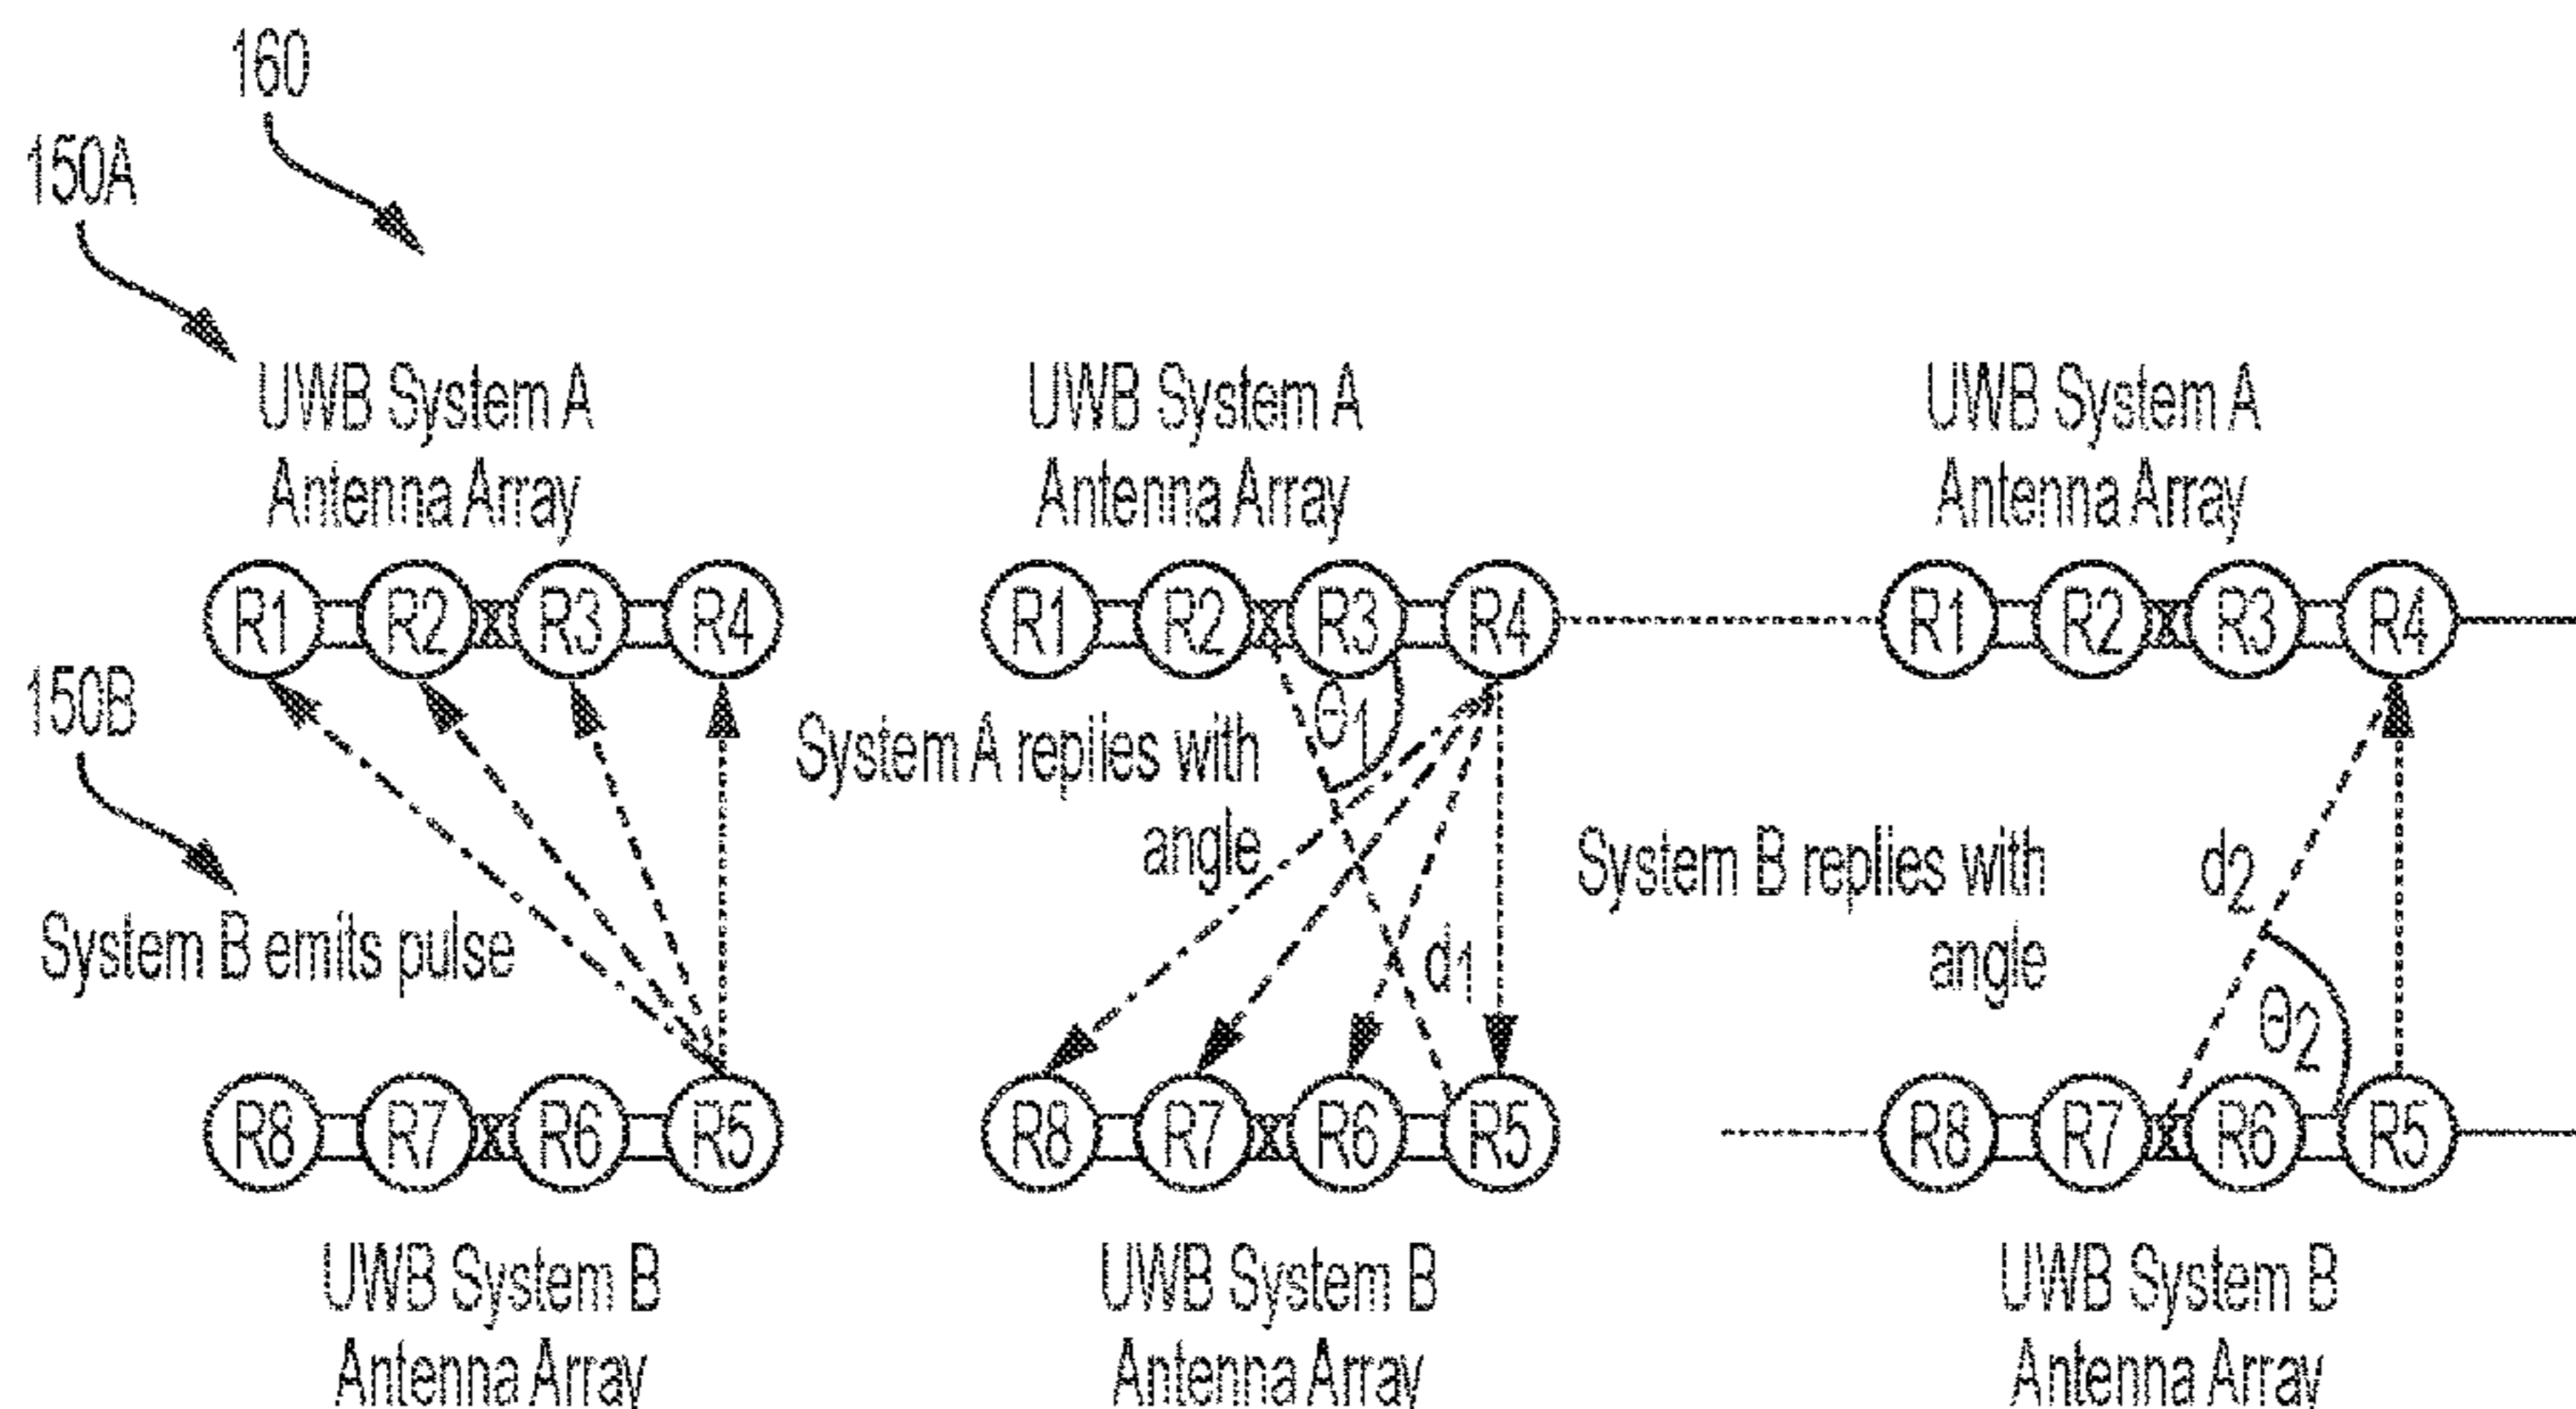 160
150A
UWB System A
Antenna Array
UWB System A
Antenna Array
UWB System A
Antenna Array
R1 R2 R3 R4
R1 R2 R3 R4
R1 R2 R3 R4
150B
System B emits pulse
System A replies with
angle
Θ1
d1
System B replies with
angle
d2
Θ2
R8 R7 R6 R5
R8 R7 R6 R5
R8 R7 R6 R5
UWB System B
Antenna Array
UWB System B
Antenna Array
UWB System B
Antenna Array